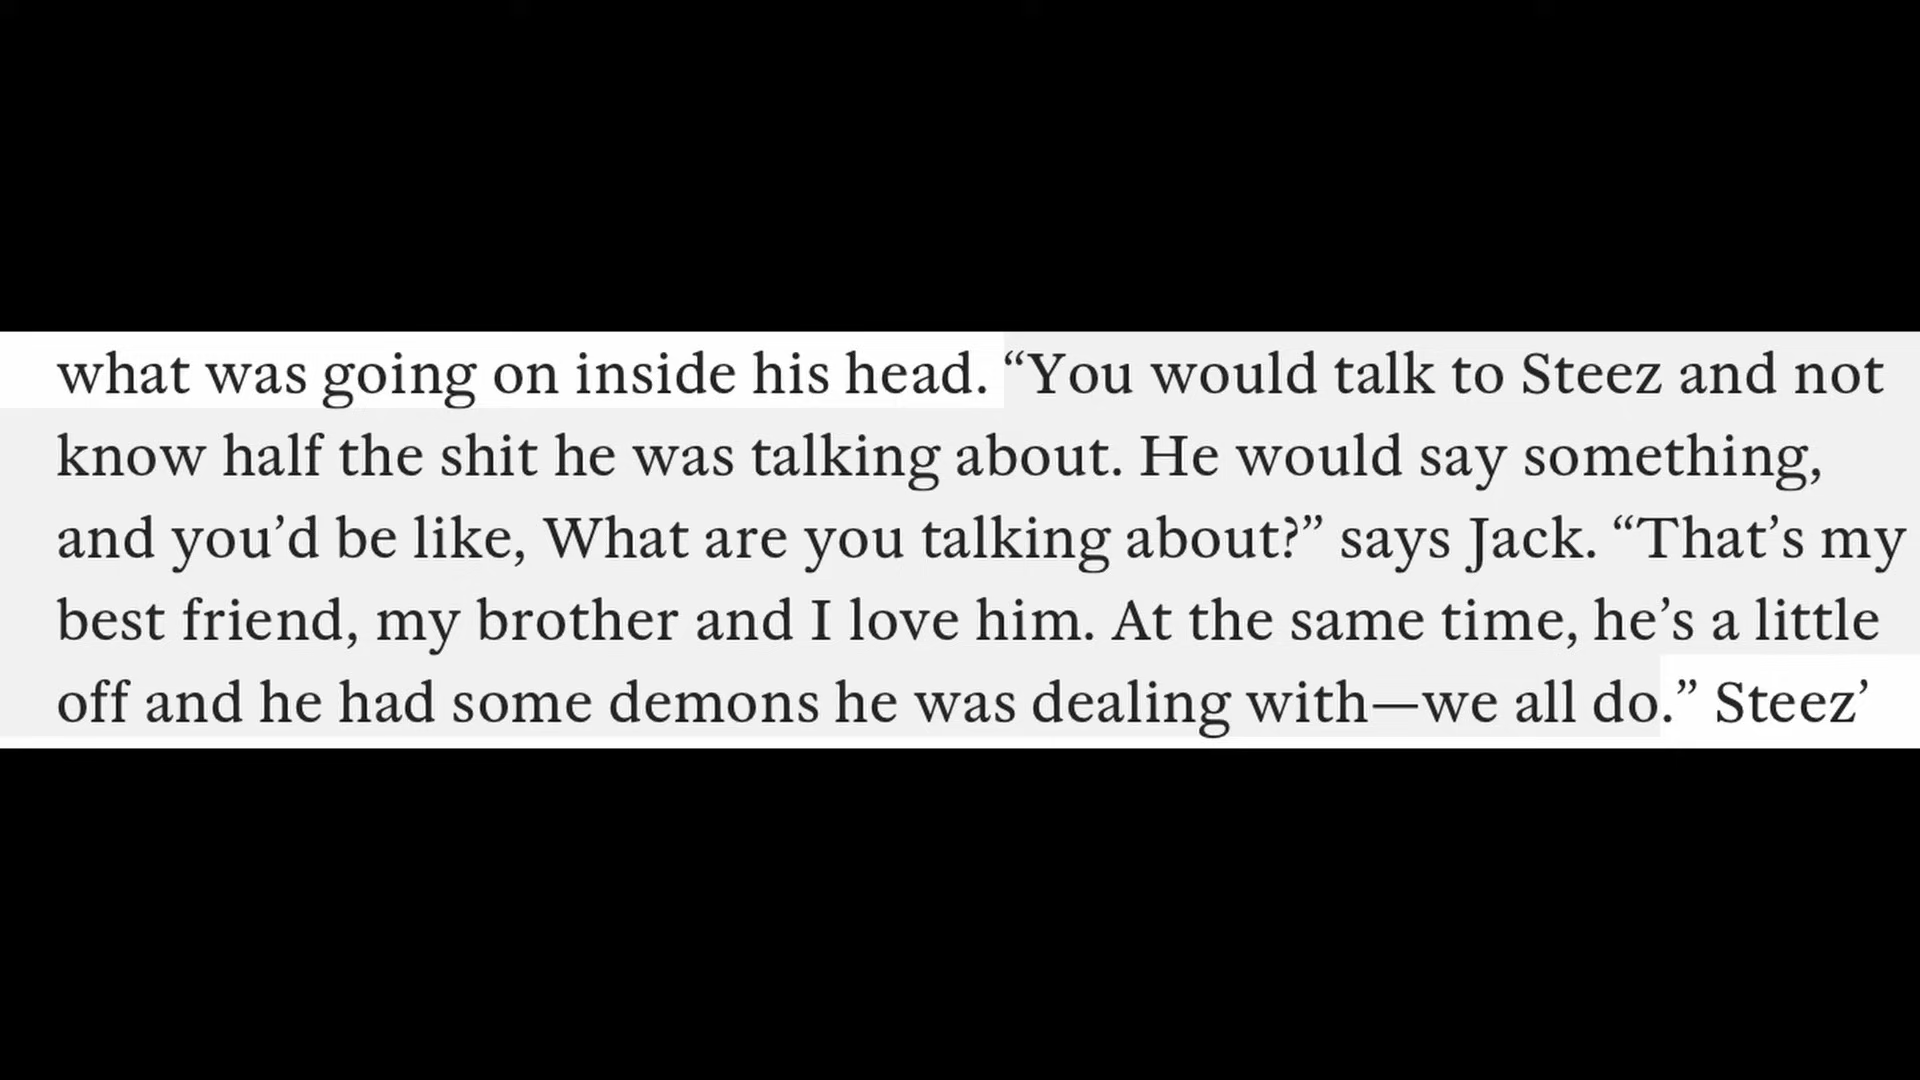 what was going on inside his head. “You would talk to Steez and not
know half the shit he was talking about. He would say something,
and you’d be like, What are you talking about?” says Jack. “That’s my
best friend, my brother and I love him. At the same time, he’s a little
off and he had some demons he was dealing with—we all do.” Steez’